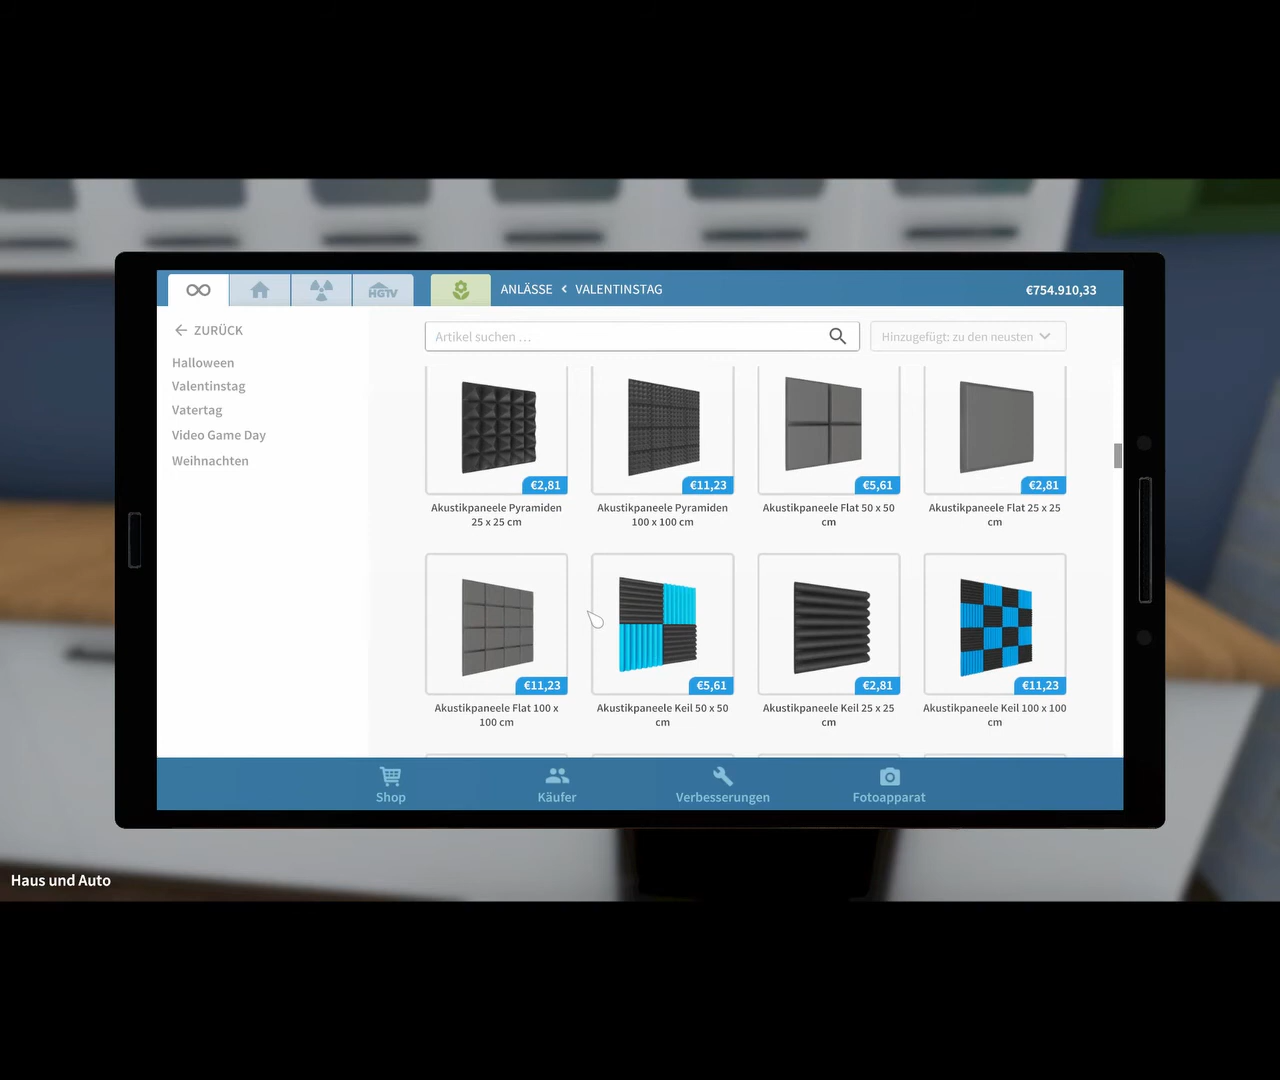 HGTV
ANLÄSSE < VALENTINSTAG
€754.910,33
ZURÜCK
Artikel suchen ...
Hinzugefügt: zu den neusten
Halloween
Valentinstag
Vatertag
Video Game Day
Weihnachten
€2,81
€11,23
€5,61
€2,81
Akustikpaneele Pyramiden
25 x 25 cm
Akustikpaneele Pyramiden
100 x 100 cm
Akustikpaneele Flat 50 x 50
cm
Akustikpaneele Flat 25 x 25
cm
€11,23
€5,61
€2,81
€11,23
Akustikpaneele Flat 100 x
100 cm
Akustikpaneele Keil 50 x 50
cm
Akustikpaneele Keil 25 x 25
cm
Akustikpaneele Keil 100 x 100
cm
Shop
Käufer
Verbesserungen
Fotoapparat
Haus und Auto